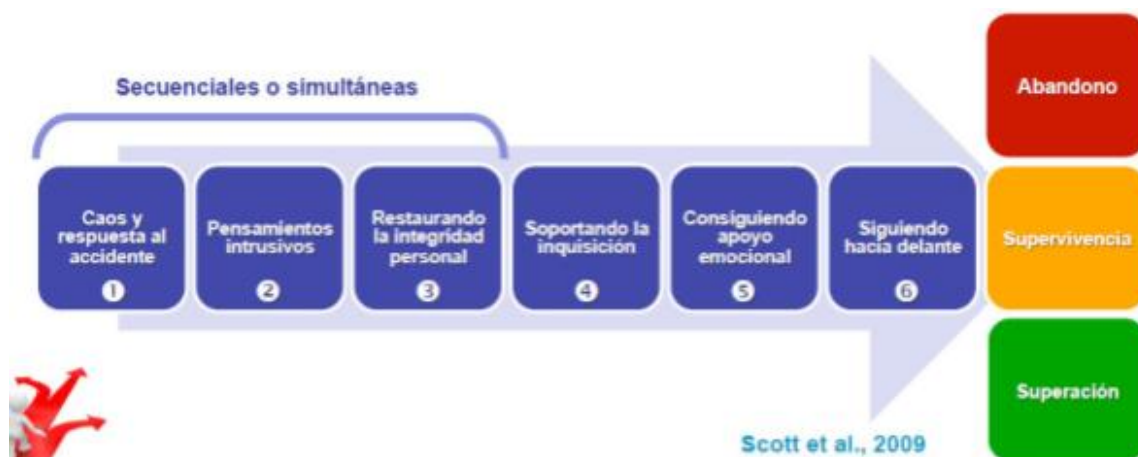 Secuenciales o simultáneas
Caos y
respuesta al
accidente
1
Pensamientos
intrusivos
2
Restaurando
la integridad
personal
3
Soportando la
inquisición
4
Consiguiendo
apoyo
emocional
5
Siguiendo
hacia delante
6
Abandono
Supervivencia
Superación
Scott et al., 2009